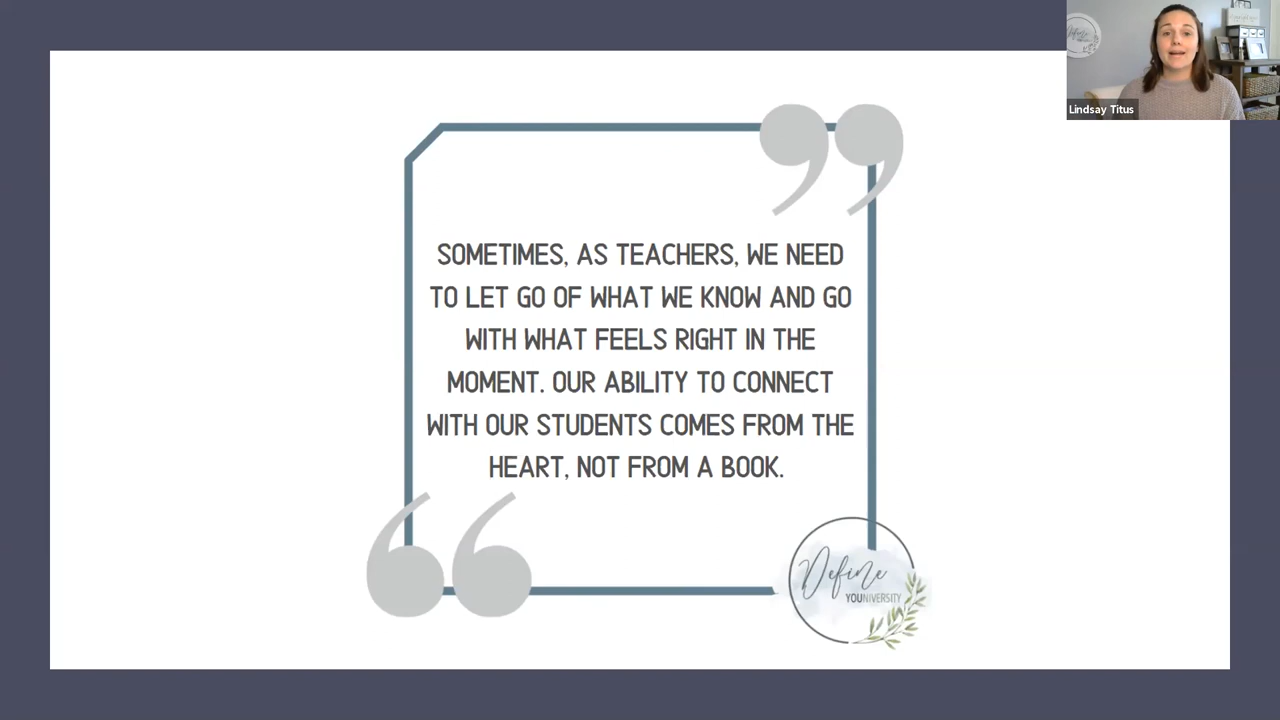 Lindsay Titus
SOMETIMES, AS TEACHERS, WE NEED
TO LET GO OF WHAT WE KNOW AND GO
WITH WHAT FEELS RIGHT IN THE
MOMENT. OUR ABILITY TO CONNECT
WITH OUR STUDENTS COMES FROM THE
HEART, NOT FROM A BOOK.
Define
YOUNIVERSITY